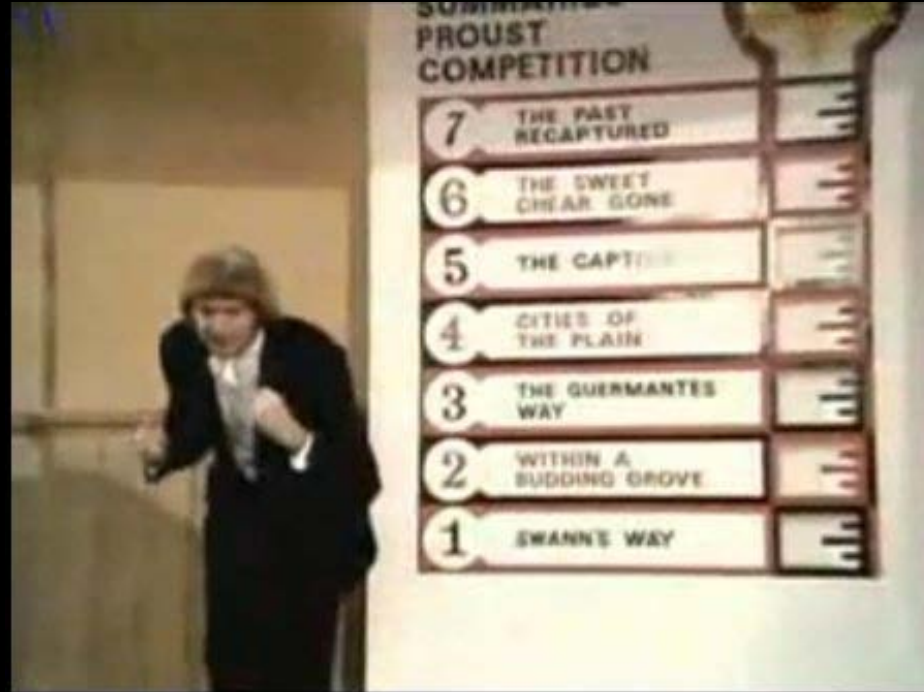 PROUST
COMPETITION
7 THE PAST
RECAPTURED
6 THE SWEET
CHEAT GONE
5 THE
4 CITIES OF
THE PLAIN
3 THE GUERMANTES
WAY
2 WITHIN A
BUDDING GROVE
1 SWANN'S WAY